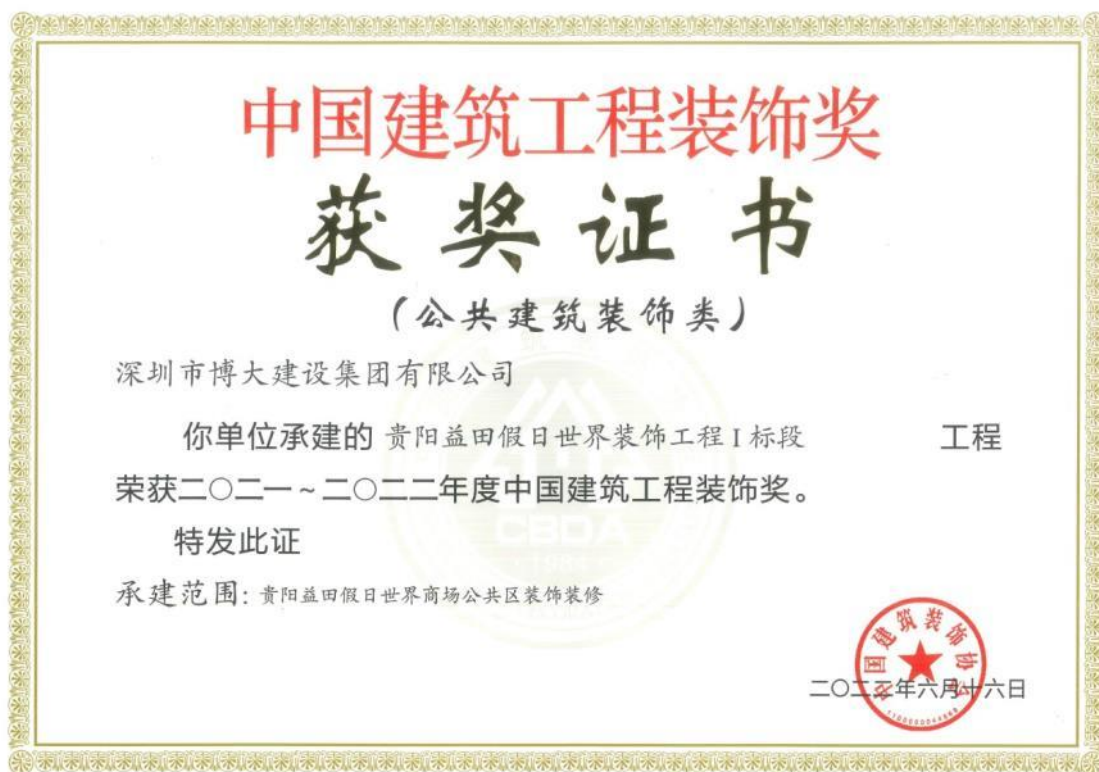 中国建筑工程装饰奖
获奖证书
(公共建筑装饰类)
深圳市博大建设集团有限公司
你单位承建的 贵阳益田假日世界装饰工程I标段 工程
荣获二〇二一~二〇二二年度中国建筑工程装饰奖。
特发此证
承建范围: 贵阳益田假日世界商场公共区装饰装修
中国建筑装饰协会
年六月十六日
CBDA
1984